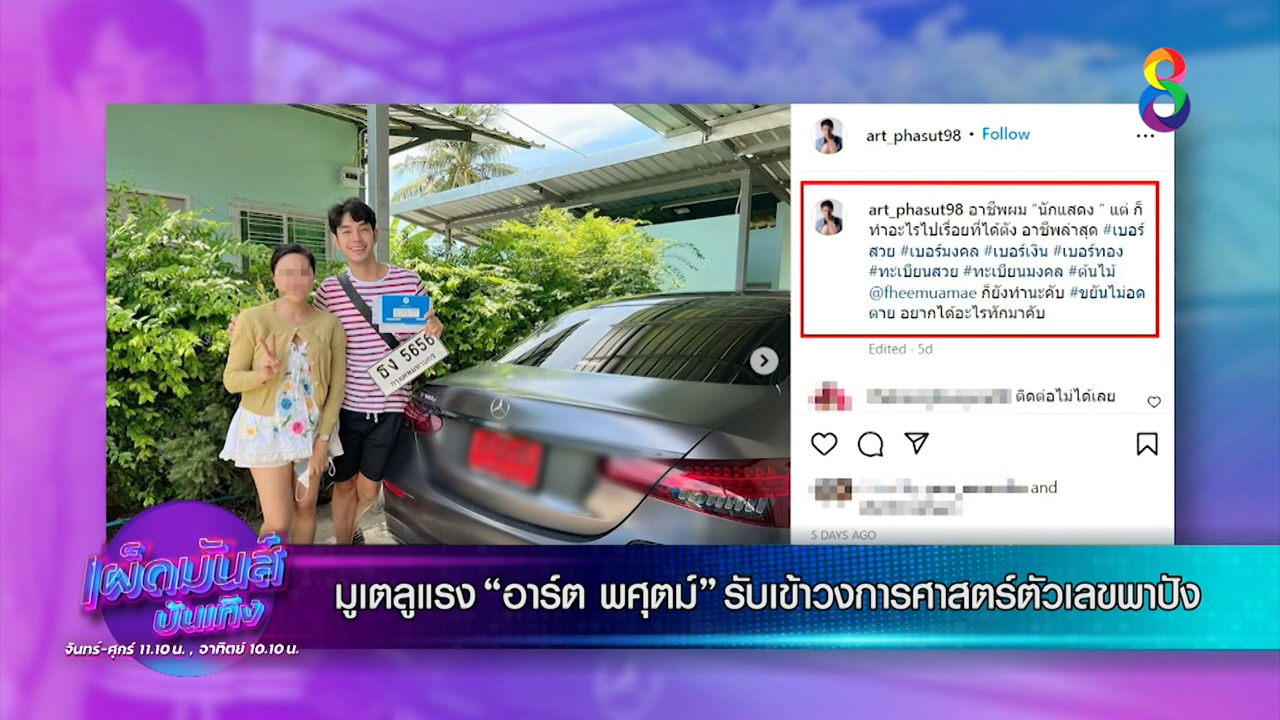 8
art_phasut98 • Follow
art_phasut98 อาชีพผม "นักแสดง " แต่ ก็
ทำอะไรไปเรื่อยที่ได้ตัง อาชีพล่าสุด #เบอร์
สวย #เบอร์มงคล #เบอร์เงิน #เบอร์ทอง
#ทะเบียนสวย #ทะเบียนมงคล #ต้นไม้
@fheemuamae ก็ยังทำนะคับ #ขยันไม่อด
ตาย อยากได้อะไรทักมาคับ
Edited · 5d
ติดต่อไม่ได้เลย
and
5 DAYS AGO
ธง 5656
กรุงเทพมหานคร
เผ็ดมันส์
บันเทิง
จันทร์-ศุกร์ 11.10 น. , อาทิตย์ 10.10 น.
มูเตลูแรง “อาร์ต พศุตม์” รับเข้าวงการศาสตร์ตัวเลขพาปัง